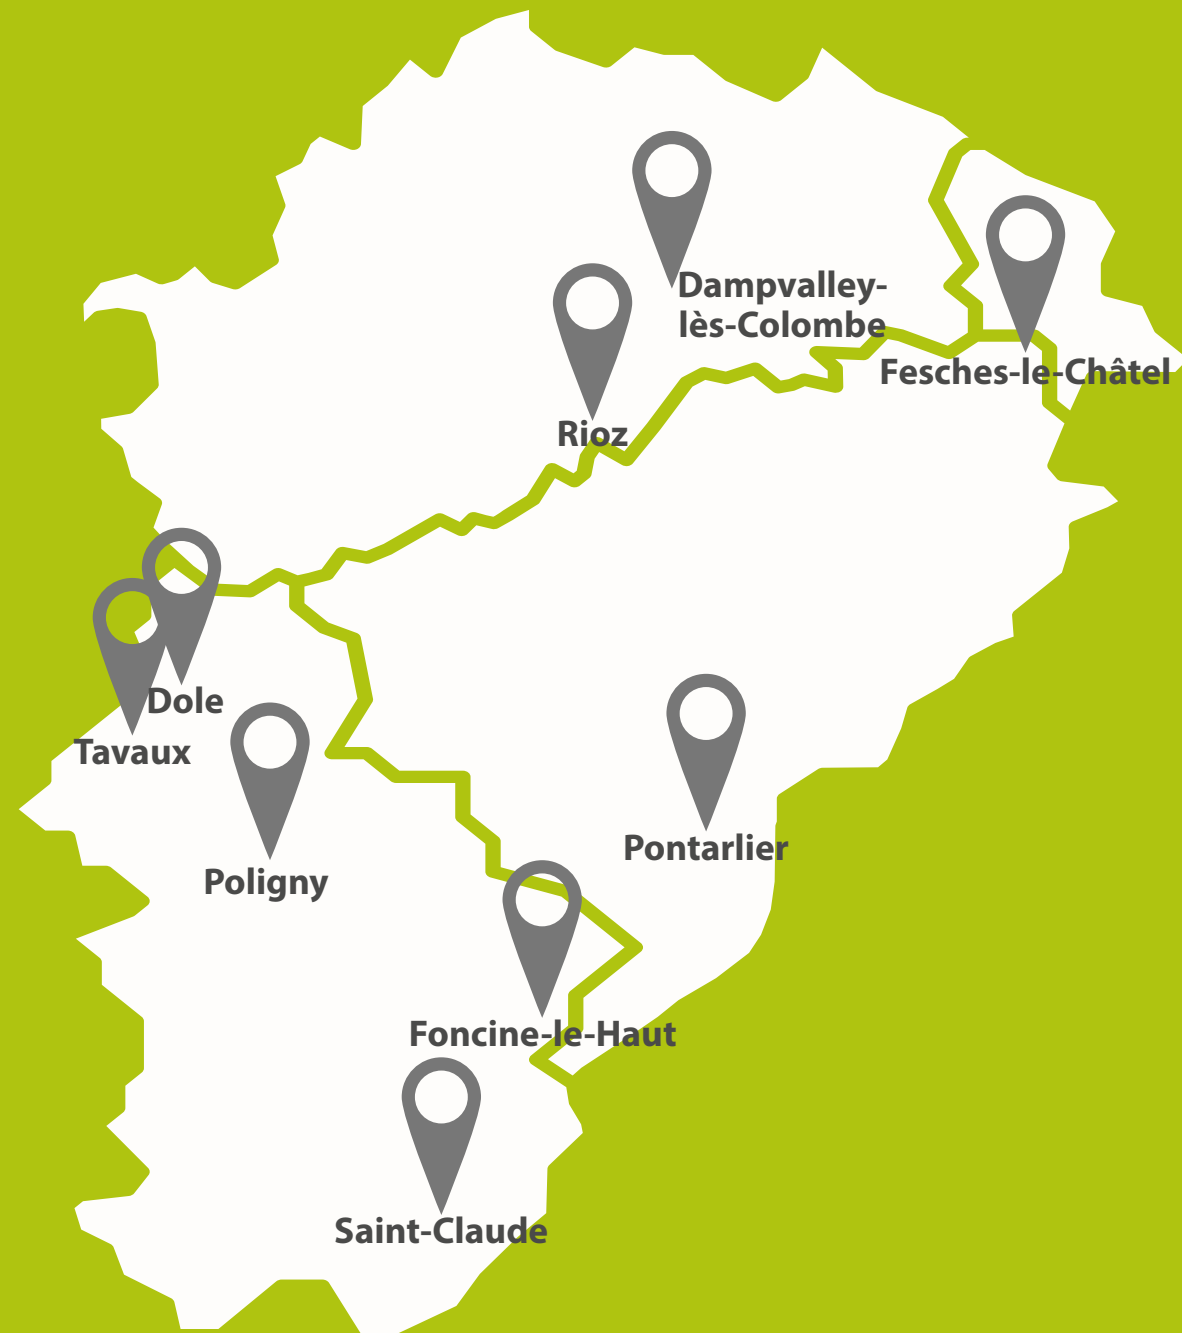 Dampvalley-
lès-Colombe
Fesches-le-Châtel
Rioz
Dole
Tavaux
Poligny
Pontarlier
Foncine-le-Haut
Saint-Claude